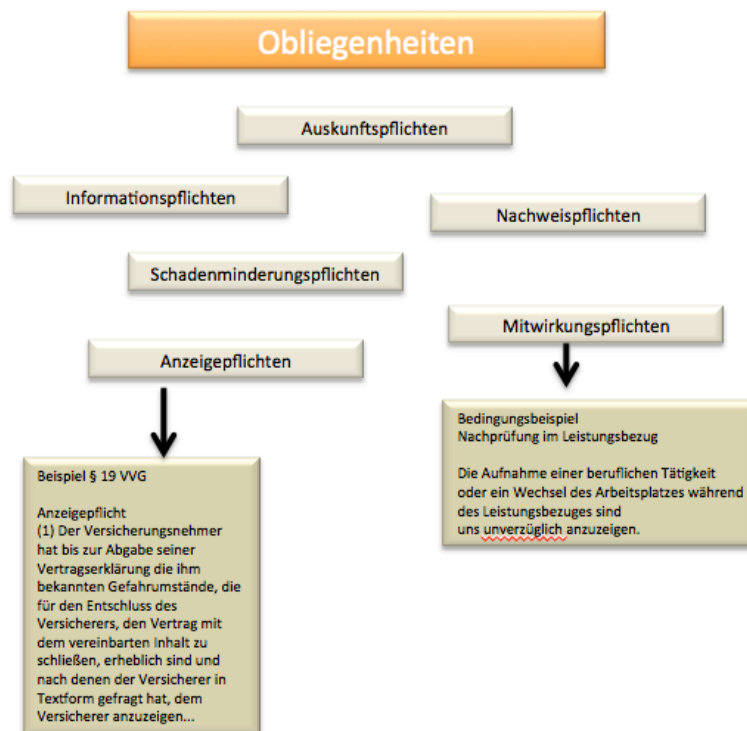 Obliegenheiten
Auskunftspflichten
Informationspflichten
Nachweispflichten
Schadenminderungspflichten
Mitwirkungspflichten
Anzeigepflichten
Bedingungsbeispiel
Nachprüfung im Leistungsbezug
Die Aufnahme einer beruflichen Tätigkeit
oder ein Wechsel des Arbeitsplatzes während
des Leistungsbezuges sind
uns unverzüglich anzuzeigen.
Beispiel § 19 VVG
Anzeigepflicht
(1) Der Versicherungsnehmer
hat bis zur Abgabe seiner
Vertragserklärung die ihm
bekannten Gefahrumstände, die
für den Entschluss des
Versicherers, den Vertrag mit
dem vereinbarten Inhalt zu
schließen, erheblich sind und
nach denen der Versicherer in
Textform gefragt hat, dem
Versicherer anzuzeigen...